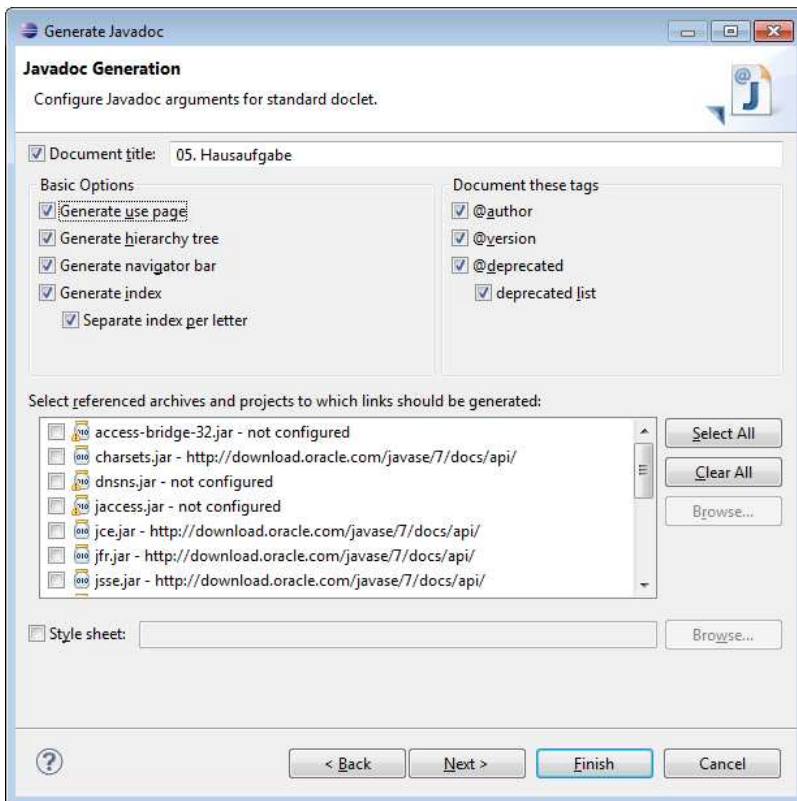 Generate Javadoc
Javadoc Generation
Configure Javadoc arguments for standard doclet.
Document title: 05. Hausaufgabe
Basic Options
Generate use page
Generate hierarchy tree
Generate navigator bar
Generate index
Separate index per letter
Document these tags
@author
@version
@deprecated
deprecated list
Select referenced archives and projects to which links should be generated:
access-bridge-32.jar - not configured
charsets.jar - http://download.oracle.com/javase/7/docs/api/
dnsns.jar - not configured
jaccess.jar - not configured
jce.jar - http://download.oracle.com/javase/7/docs/api/
jfr.jar - http://download.oracle.com/javase/7/docs/api/
jsse.jar - http://download.oracle.com/javase/7/docs/api/
Select All
Clear All
Browse...
Style sheet:
Browse...
< Back
Next >
Finish
Cancel